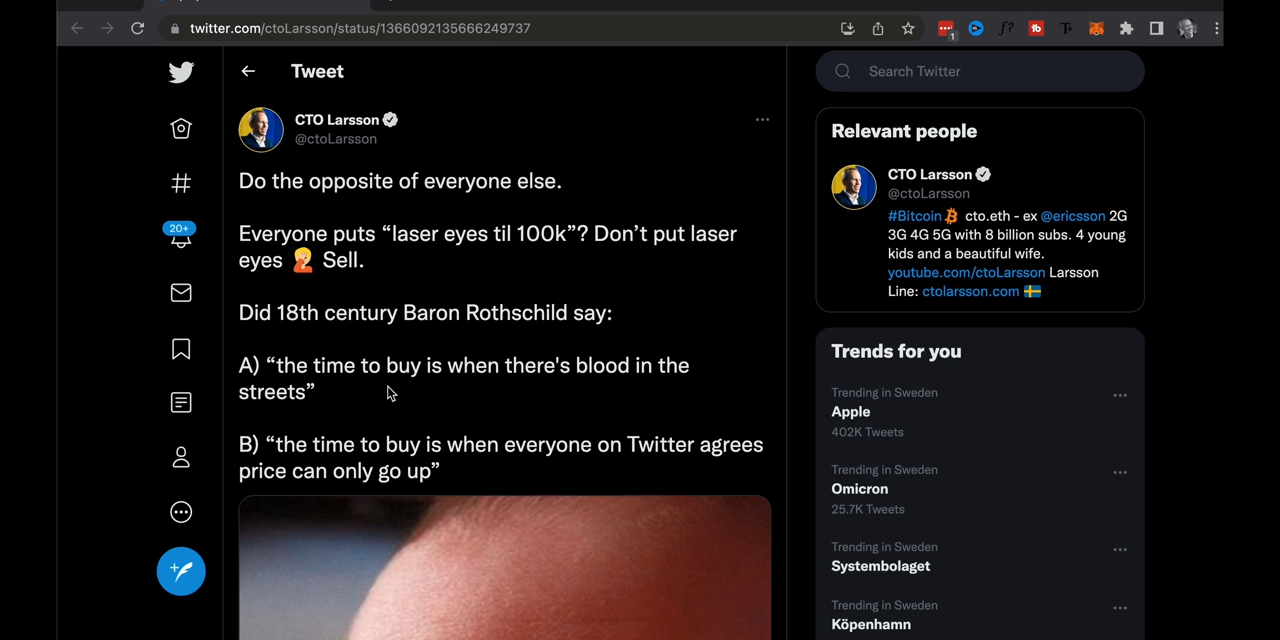 twitter.com/ctoLarsson/status/1366092135666249737
1
Tweet
Search Twitter
CTO Larsson
@ctoLarsson
Do the opposite of everyone else.
Everyone puts “laser eyes til 100k”? Don’t put laser
eyes 🤦🏼 Sell.
Did 18th century Baron Rothschild say:
A) “the time to buy is when there's blood in the
streets”
B) “the time to buy is when everyone on Twitter agrees
price can only go up”
20+
Relevant people
CTO Larsson
@ctoLarsson
#Bitcoin cto.eth - ex @ericsson 2G
3G 4G 5G with 8 billion subs. 4 young
kids and a beautiful wife.
youtube.com/ctoLarsson Larsson
Line: ctolarsson.com 🇸🇪
Trends for you
Trending in Sweden
Apple
402K Tweets
Trending in Sweden
Omicron
25.7K Tweets
Trending in Sweden
Systembolaget
Trending in Sweden
Köpenhamn